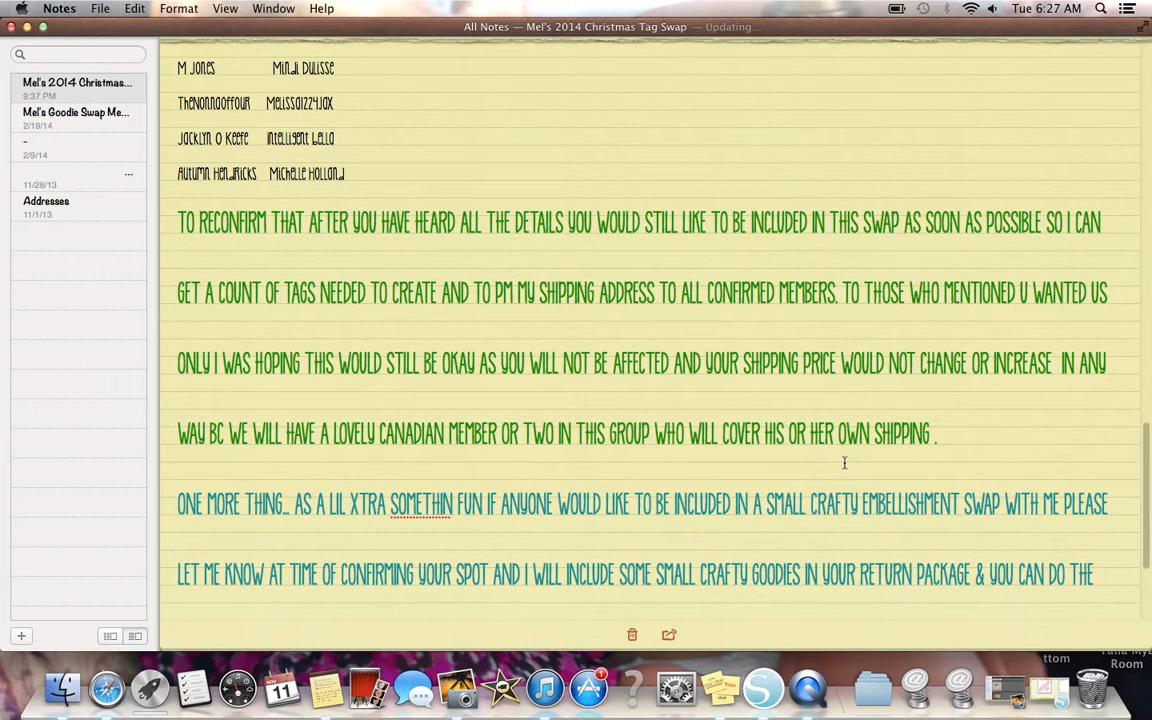 Notes File Edit Format View Window Help Tue 6:27 AM
All Notes — Mel's 2014 Christmas Tag Swap — Updating...
Mel's 2014 Christmas...
9:37 PM
Mel's Goodie Swap Me...
2/19/14
-
2/9/14
...
11/28/13
Addresses
11/1/13
M Jones Mindi Dulisse
TheNonnaoffour Melissa1224jax
Jacklyn O Keefe intelligent bella
Autumn Hendricks Michelle Holland
TO RECONFIRM THAT AFTER YOU HAVE HEARD ALL THE DETAILS YOU WOULD STILL LIKE TO BE INCLUDED IN THIS SWAP AS SOON AS POSSIBLE SO I CAN
GET A COUNT OF TAGS NEEDED TO CREATE AND TO PM MY SHIPPING ADDRESS TO ALL CONFIRMED MEMBERS. TO THOSE WHO MENTIONED U WANTED US
ONLY I WAS HOPING THIS WOULD STILL BE OKAY AS YOU WILL NOT BE AFFECTED AND YOUR SHIPPING PRICE WOULD NOT CHANGE OR INCREASE IN ANY
WAY BC WE WILL HAVE A LOVELY CANADIAN MEMBER OR TWO IN THIS GROUP WHO WILL COVER HIS OR HER OWN SHIPPING .
ONE MORE THING... AS A LIL XTRA SOMETHIN FUN IF ANYONE WOULD LIKE TO BE INCLUDED IN A SMALL CRAFTY EMBELLISHMENT SWAP WITH ME PLEASE
LET ME KNOW AT TIME OF CONFIRMING YOUR SPOT AND I WILL INCLUDE SOME SMALL CRAFTY GOODIES IN YOUR RETURN PACKAGE & YOU CAN DO THE
ttom
Room
NOV
11
1